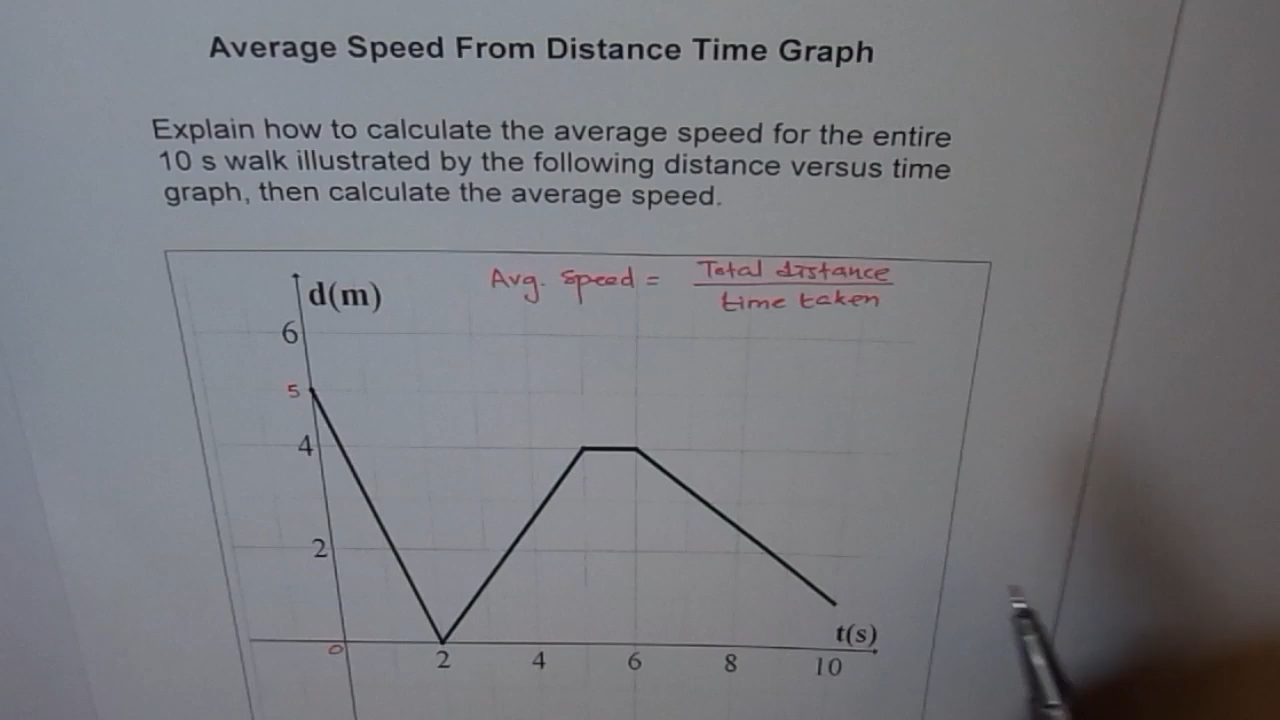 Average Speed From Distance Time Graph
Explain how to calculate the average speed for the entire
10 s walk illustrated by the following distance versus time
graph, then calculate the average speed.
Avg. Speed = Total distance
time taken
d(m)
6
5
4
2
0
t(s)
2 4 6 8 10